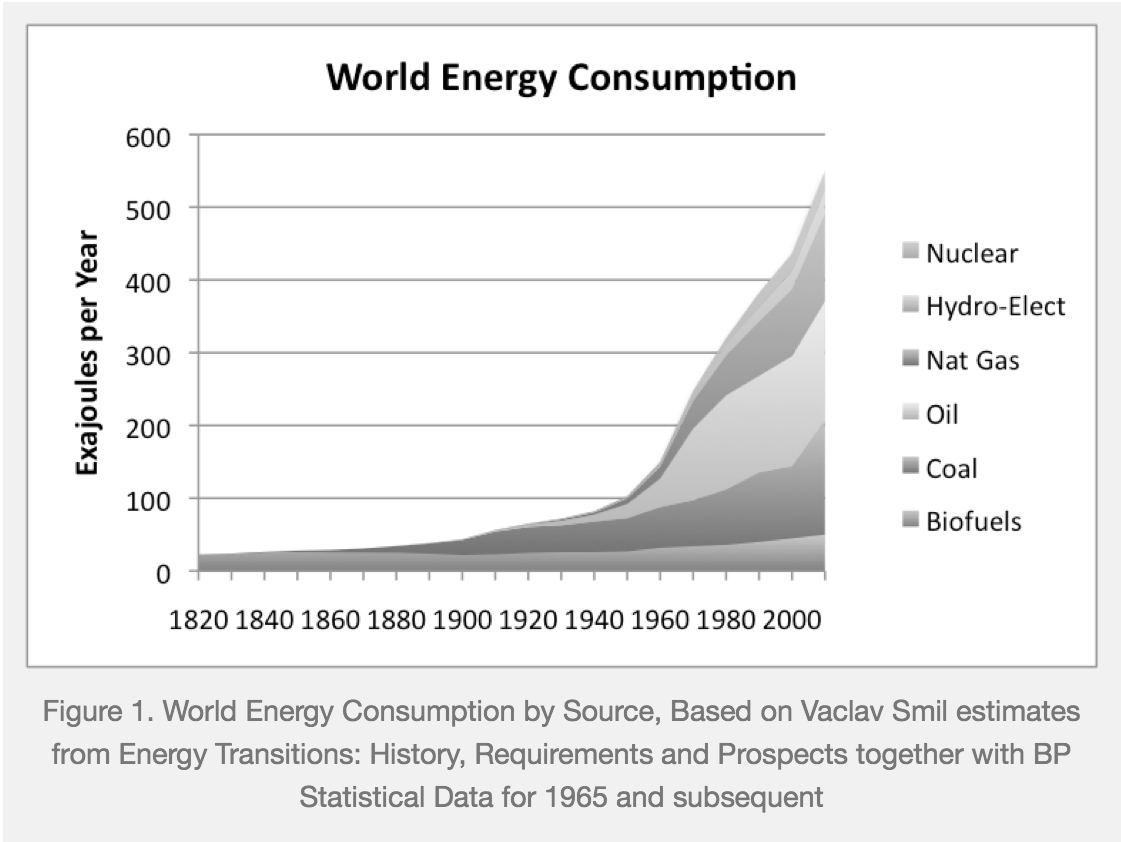 World Energy Consumption
600
500
400
300
200
100
0
Exajoules per Year
1820 1840 1860 1880 1900 1920 1940 1960 1980 2000
Nuclear
Hydro-Elect
Nat Gas
Oil
Coal
Biofuels
Figure 1. World Energy Consumption by Source, Based on Vaclav Smil estimates
from Energy Transitions: History, Requirements and Prospects together with BP
Statistical Data for 1965 and subsequent